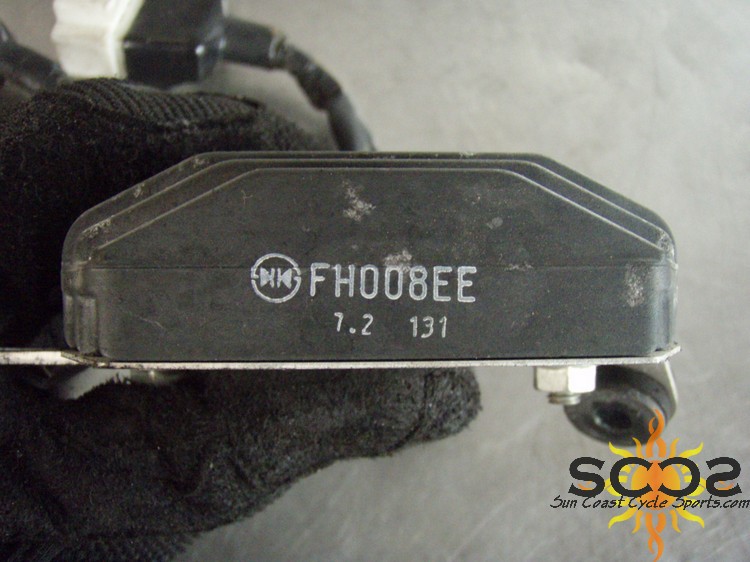 FH008EE
7.2 131
SCCS
Sun Coast Cycle Sports.com